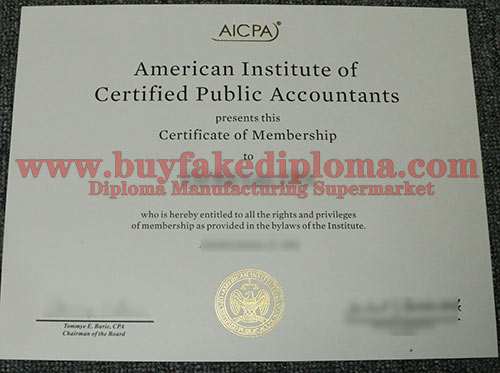 AICPA
American Institute of
Certified Public Accountants
presents this
Certificate of Membership
to
www.buyfakediploma.com
Diploma Manufacturing Supermarket
who is hereby entitled to all the rights and privileges
of membership as provided in the bylaws of the Institute.
Tommye E. Barie, CPA
Chairman of the Board